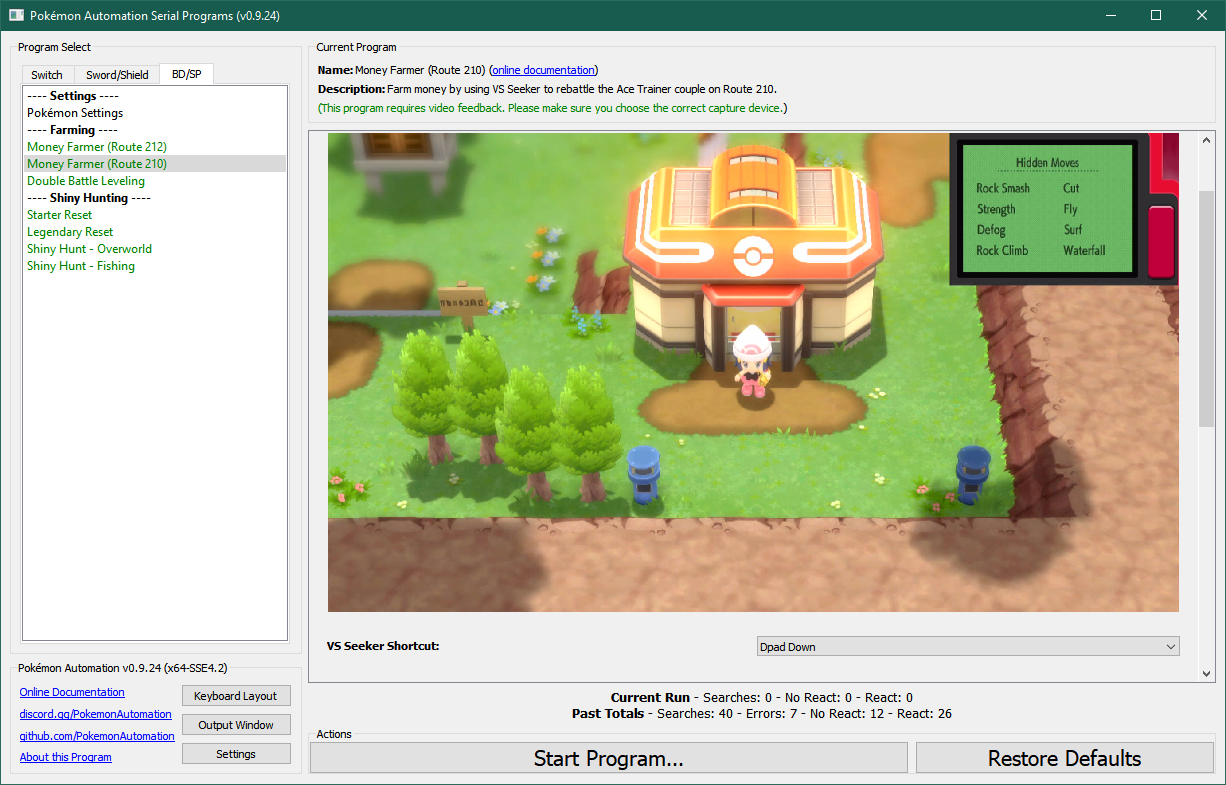 Pokémon Automation Serial Programs (v0.9.24)
Program Select
Switch
Sword/Shield
BD/SP
---- Settings ----
Pokémon Settings
---- Farming ----
Money Farmer (Route 212)
Money Farmer (Route 210)
Double Battle Leveling
---- Shiny Hunting ----
Starter Reset
Legendary Reset
Shiny Hunt - Overworld
Shiny Hunt - Fishing
Pokémon Automation v0.9.24 (x64-SSE4.2)
Online Documentation
discord.gg/PokemonAutomation
github.com/PokemonAutomation
About this Program
Keyboard Layout
Output Window
Settings
Current Program
Name: Money Farmer (Route 210) (online documentation)
Description: Farm money by using VS Seeker to rebattle the Ace Trainer couple on Route 210.
(This program requires video feedback. Please make sure you choose the correct capture device.)
Hidden Moves
Rock Smash Cut
Strength Fly
Defog Surf
Rock Climb Waterfall
VS Seeker Shortcut: Dpad Down
Current Run - Searches: 0 - No React: 0 - React: 0
Past Totals - Searches: 40 - Errors: 7 - No React: 12 - React: 26
Actions
Start Program...
Restore Defaults